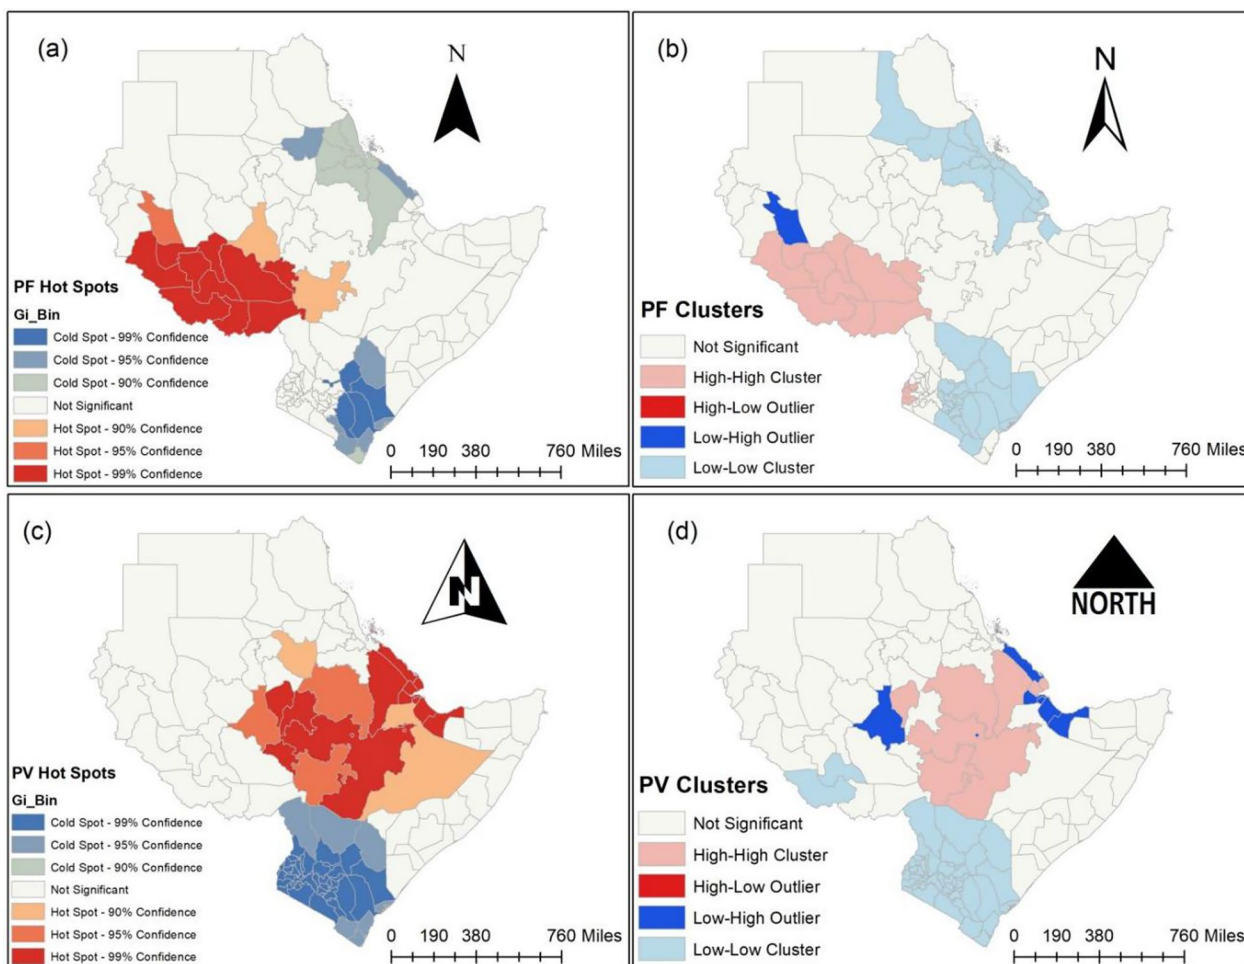 (a)
N
PF Hot Spots
Gi_Bin
Cold Spot - 99% Confidence
Cold Spot - 95% Confidence
Cold Spot - 90% Confidence
Not Significant
Hot Spot - 90% Confidence
Hot Spot - 95% Confidence
Hot Spot - 99% Confidence
0 190 380 760 Miles
(b)
N
PF Clusters
Not Significant
High-High Cluster
High-Low Outlier
Low-High Outlier
Low-Low Cluster
0 190 380 760 Miles
(c)
N
PV Hot Spots
Gi_Bin
Cold Spot - 99% Confidence
Cold Spot - 95% Confidence
Cold Spot - 90% Confidence
Not Significant
Hot Spot - 90% Confidence
Hot Spot - 95% Confidence
Hot Spot - 99% Confidence
0 190 380 760 Miles
(d)
NORTH
PV Clusters
Not Significant
High-High Cluster
High-Low Outlier
Low-High Outlier
Low-Low Cluster
0 190 380 760 Miles